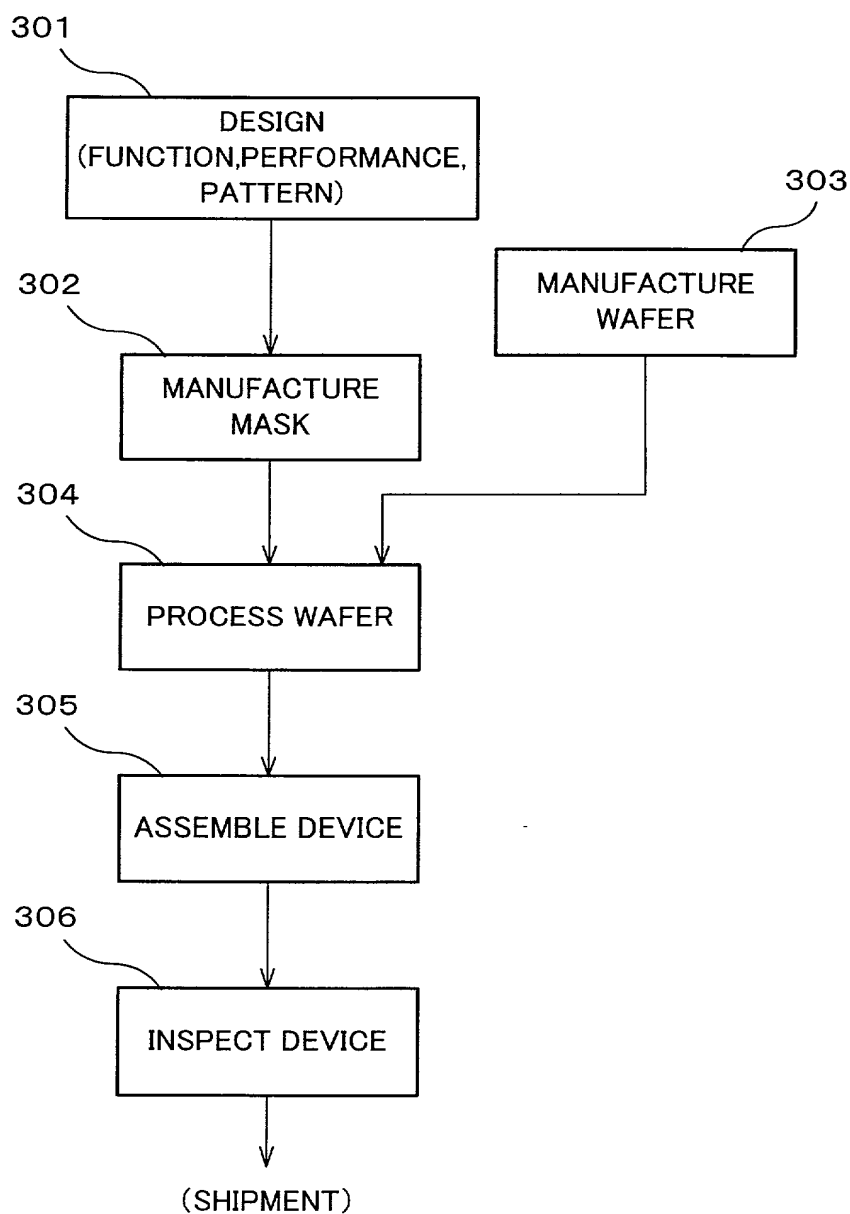 301
DESIGN
(FUNCTION,PERFORMANCE,
PATTERN)
303
MANUFACTURE
WAFER
302
MANUFACTURE
MASK
304
PROCESS WAFER
305
ASSEMBLE DEVICE
306
INSPECT DEVICE
(SHIPMENT)